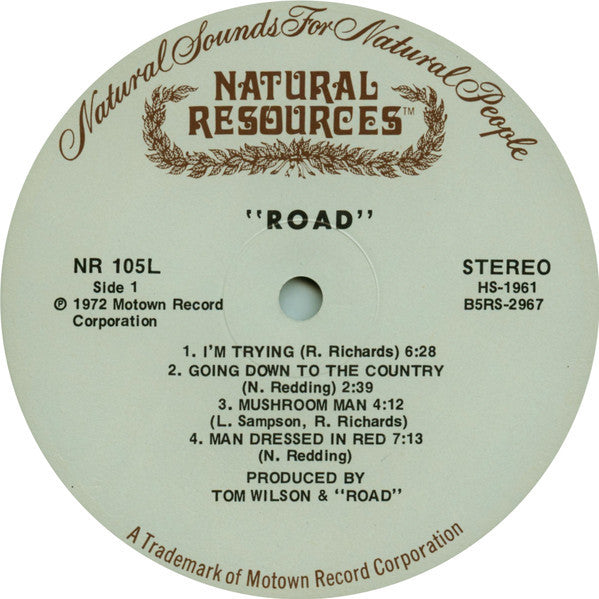 Natural Sounds For Natural People
NATURAL
RESOURCES™
"ROAD"
NR 105L
Side 1
℗ 1972 Motown Record
Corporation
STEREO
HS-1961
B5RS-2967
1. I'M TRYING (R. Richards) 6:28
2. GOING DOWN TO THE COUNTRY
(N. Redding) 2:39
3. MUSHROOM MAN 4:12
(L. Sampson, R. Richards)
4. MAN DRESSED IN RED 7:13
(N. Redding)
PRODUCED BY
TOM WILSON & "ROAD"
A Trademark of Motown Record Corporation